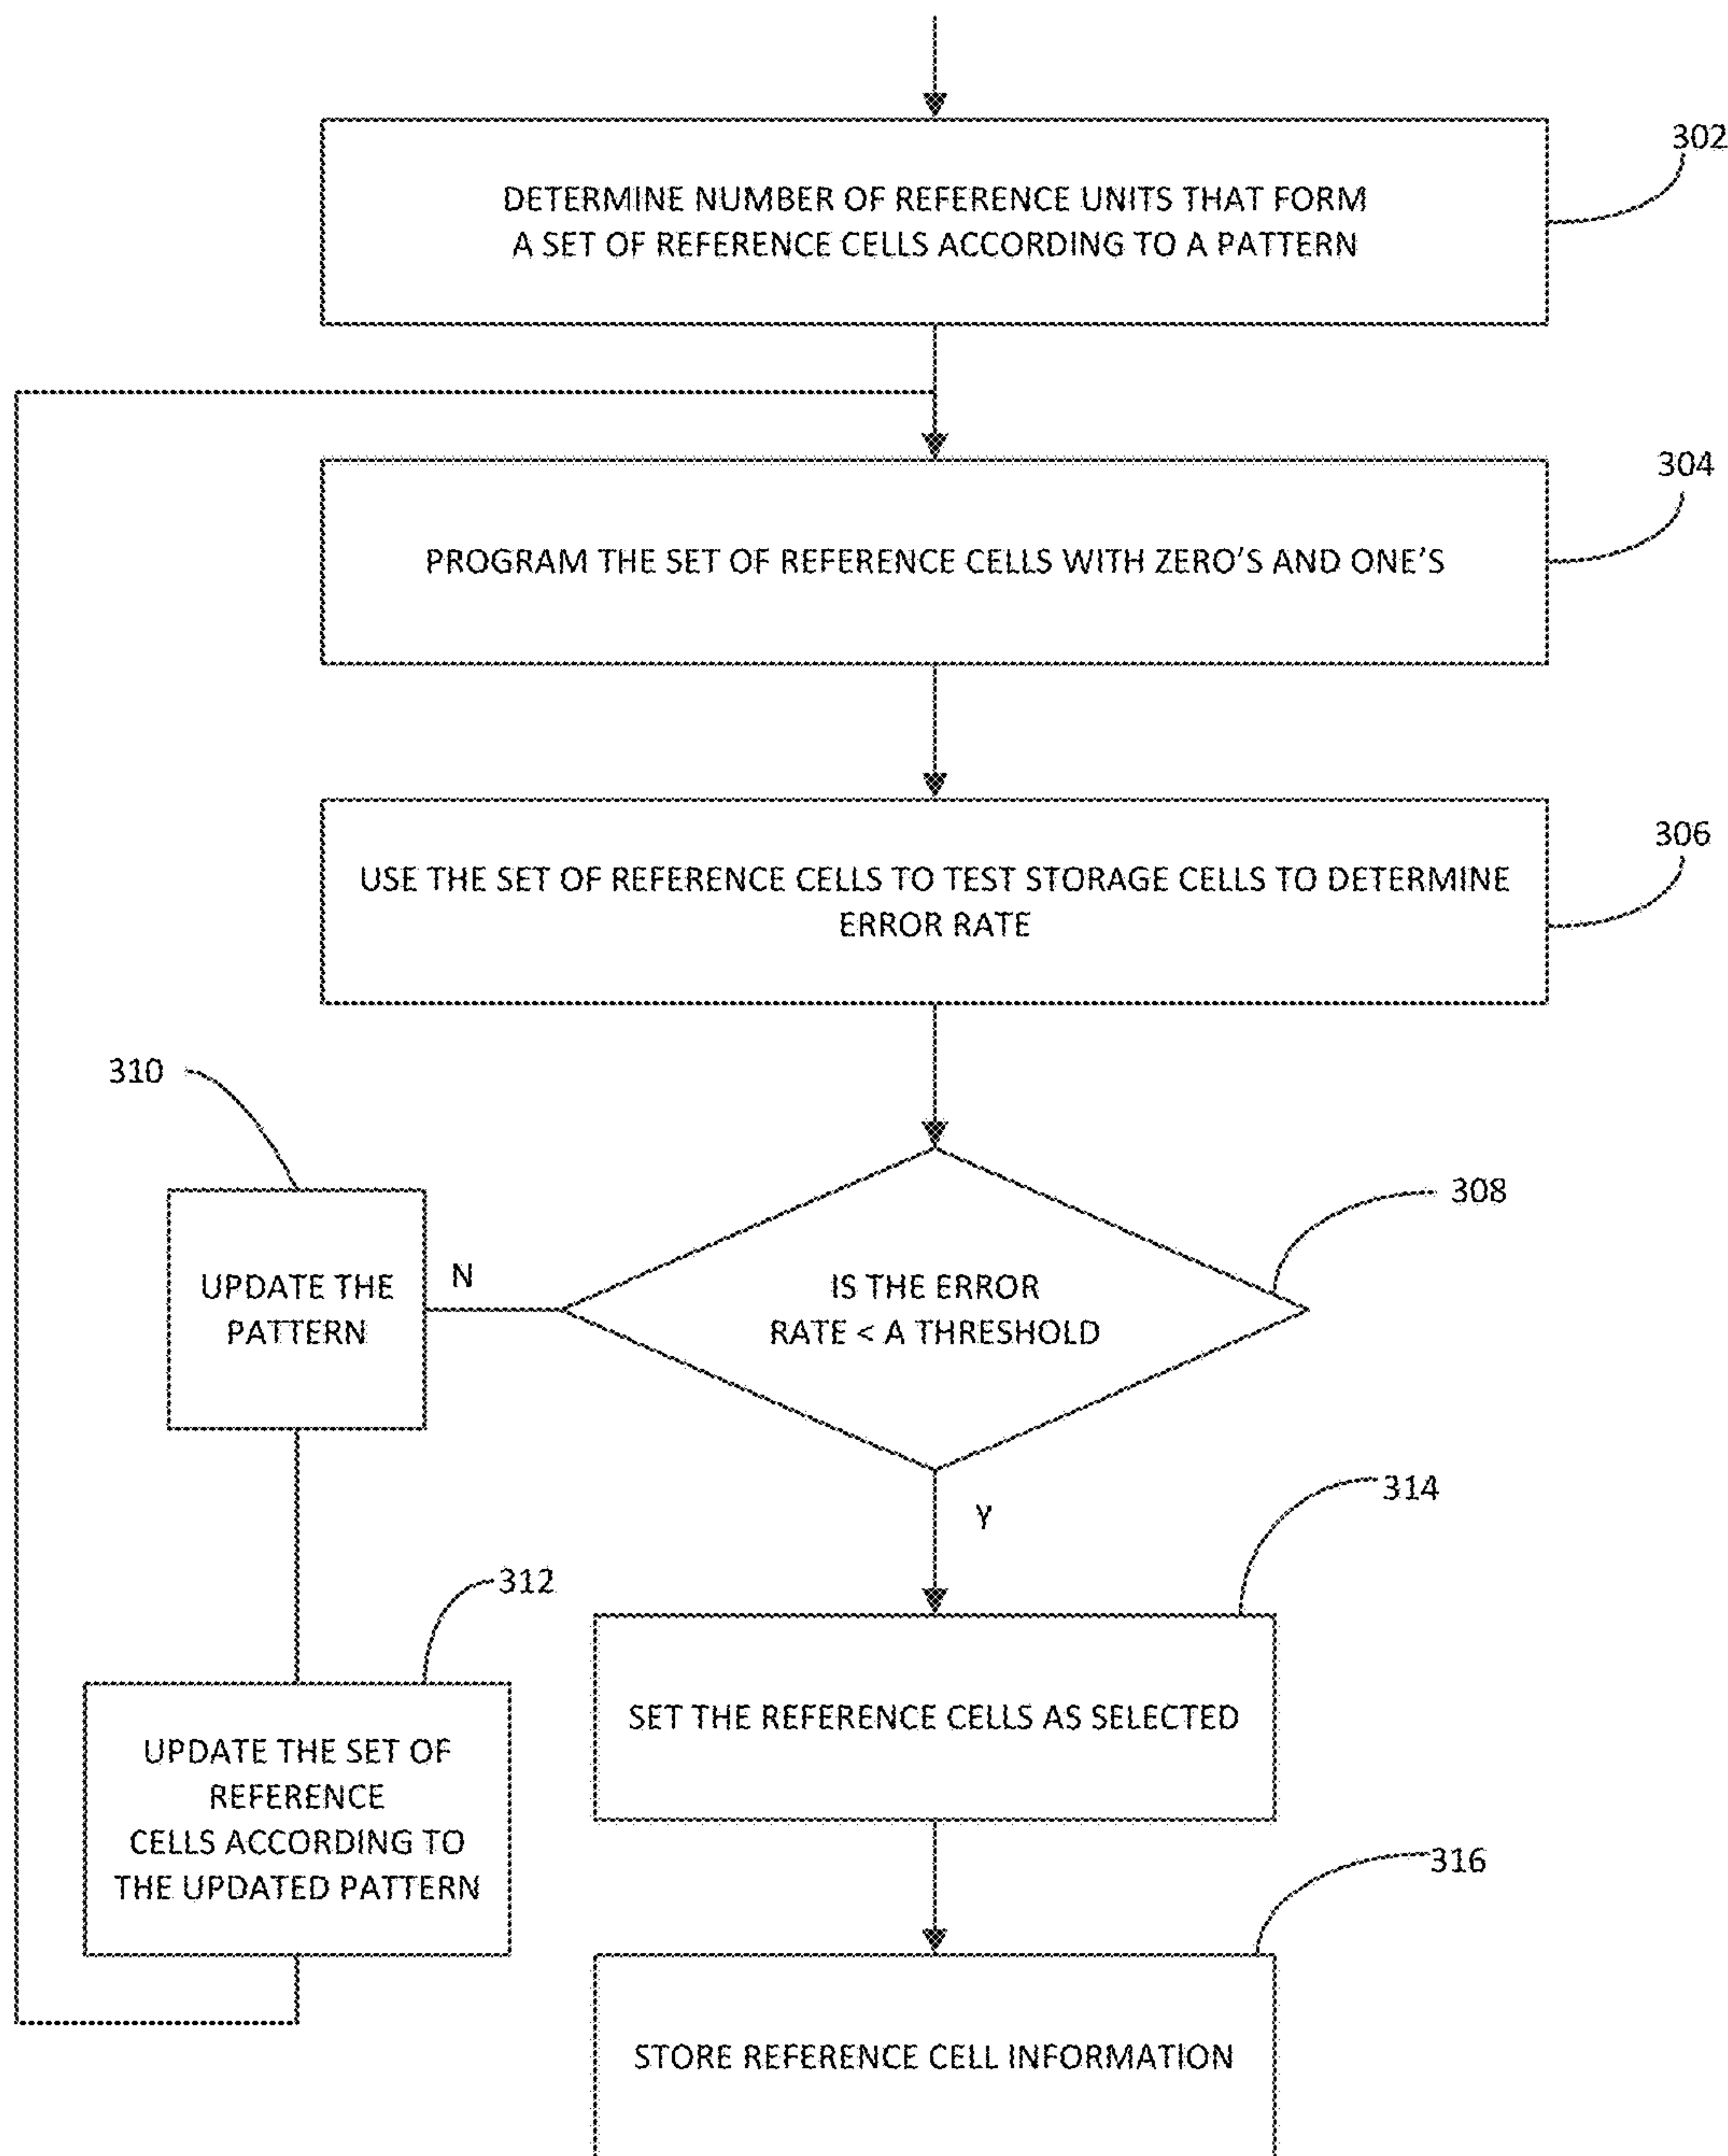 302
DETERMINE NUMBER OF REFERENCE UNITS THAT FORM
A SET OF REFERENCE CELLS ACCORDING TO A PATTERN
304
PROGRAM THE SET OF REFERENCE CELLS WITH ZERO'S AND ONE'S
306
USE THE SET OF REFERENCE CELLS TO TEST STORAGE CELLS TO DETERMINE
ERROR RATE
310
308
UPDATE THE
PATTERN
N
IS THE ERROR
RATE < A THRESHOLD
Y
314
312
SET THE REFERENCE CELLS AS SELECTED
UPDATE THE SET OF
REFERENCE
CELLS ACCORDING TO
THE UPDATED PATTERN
316
STORE REFERENCE CELL INFORMATION